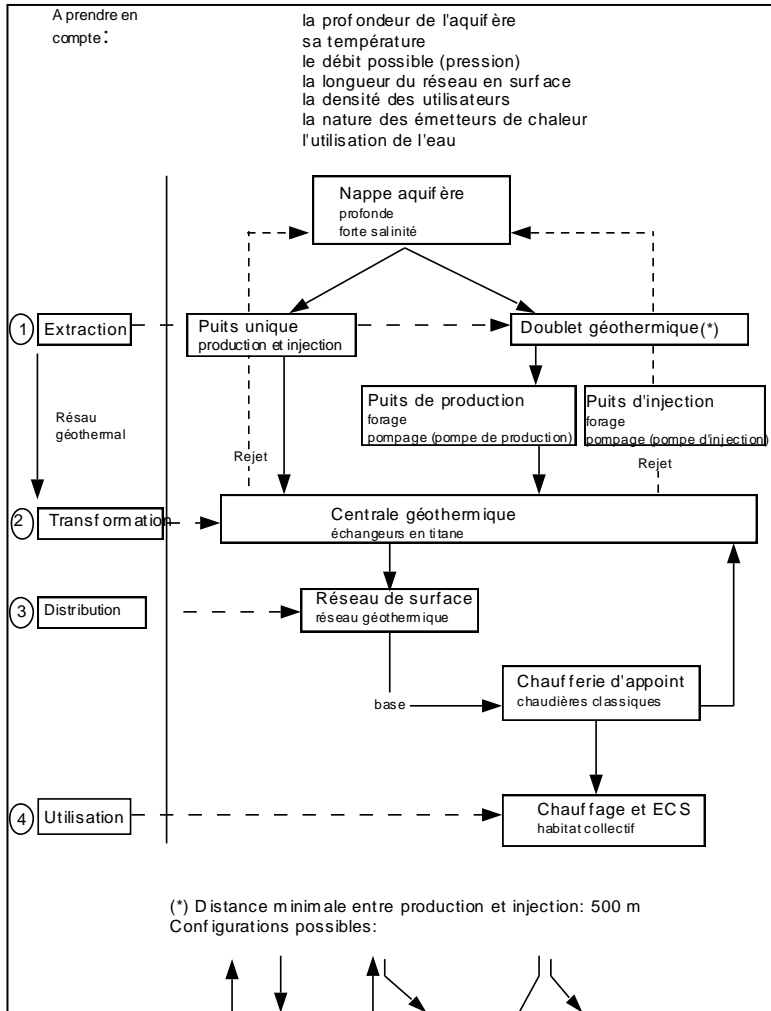 A prendre en
compte:
la profondeur de l'aquifère
sa température
le débit possible (pression)
la longueur du réseau en surface
la densité des utilisateurs
la nature des émetteurs de chaleur
l'utilisation de l'eau
Nappe aquifère
profonde
forte salinité
1 Extraction
Puits unique
production et injection
Doublet géothermique(*)
Puits de production
forage
pompage (pompe de production)
Puits d'injection
forage
pompage (pompe d'injection)
Résau
géothermal
Rejet
Rejet
2 Transformation
Centrale géothermique
échangeurs en titane
3 Distribution
Réseau de surface
réseau géothermique
base
Chaufferie d'appoint
chaudières classiques
4 Utilisation
Chauffage et ECS
habitat collectif
(*) Distance minimale entre production et injection: 500 m
Configurations possibles: